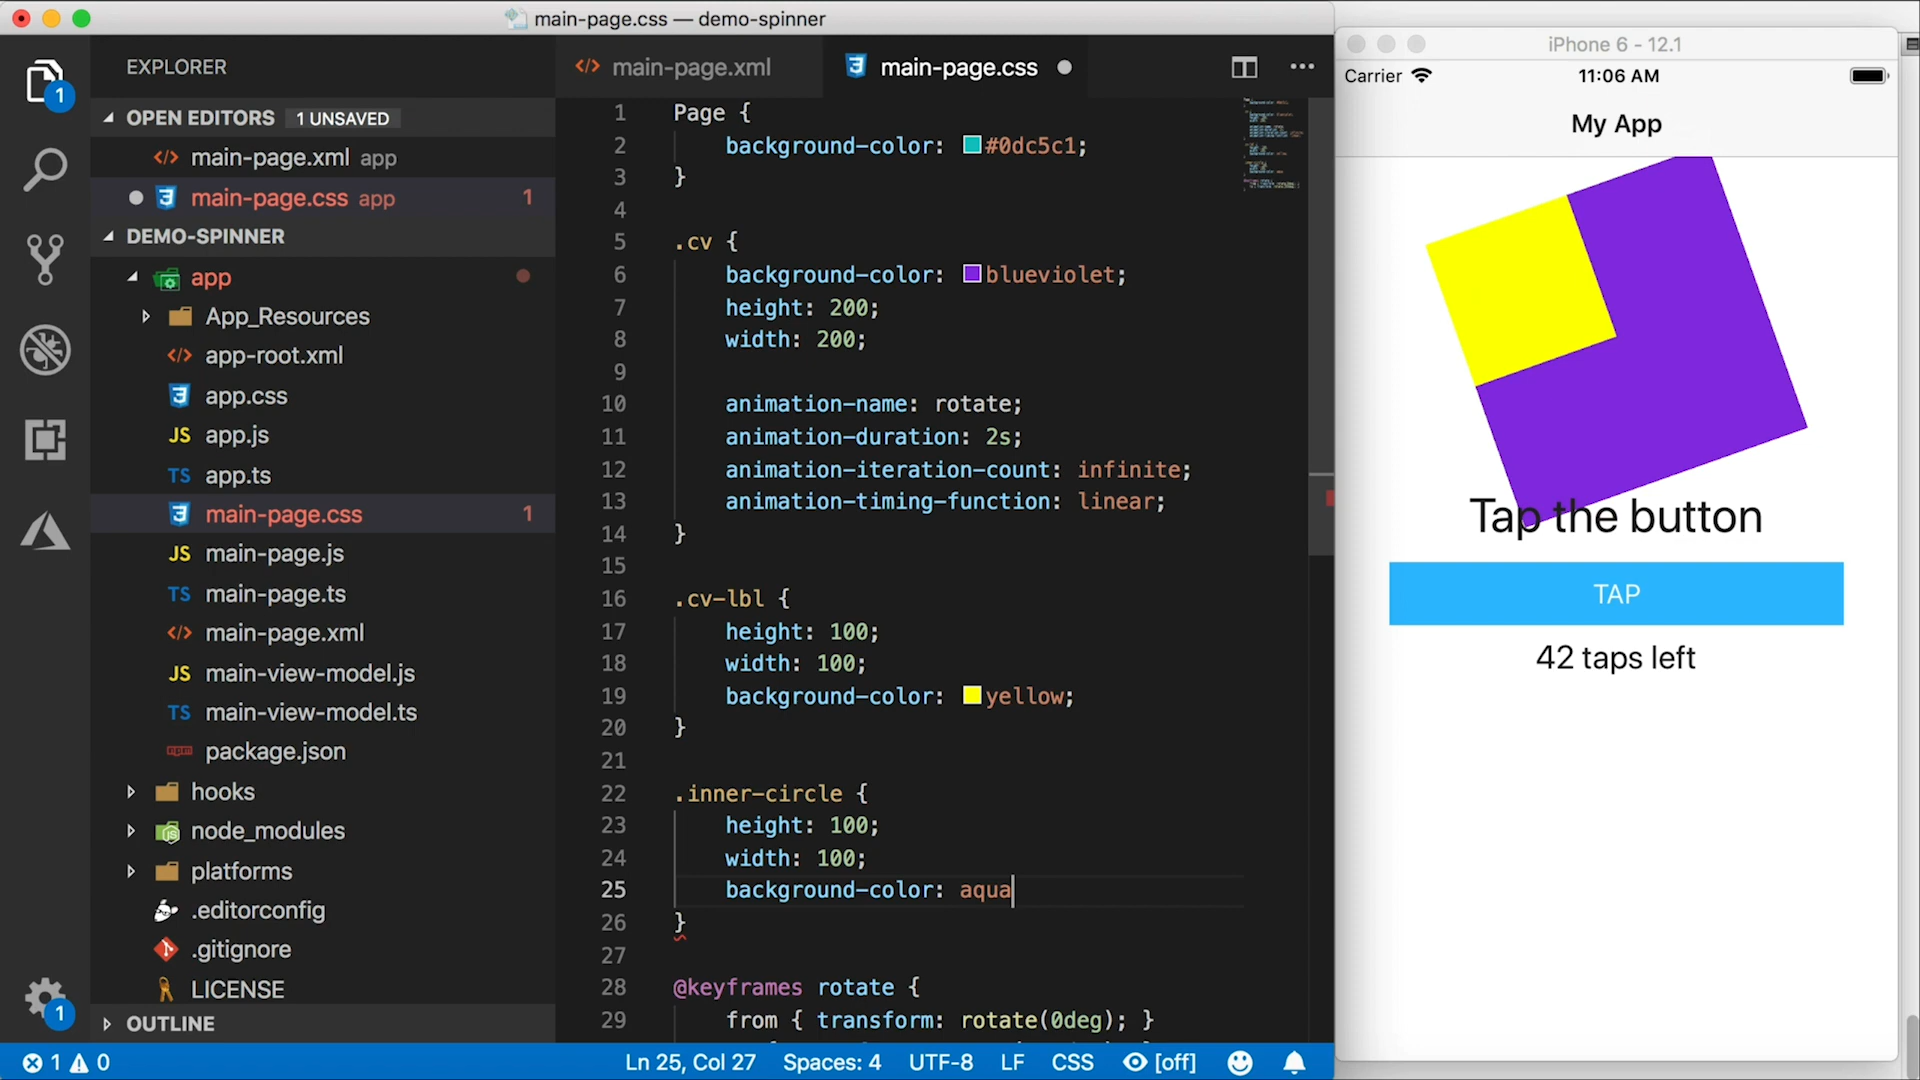 main-page.css — demo-spinner
EXPLORER
OPEN EDITORS 1 UNSAVED
main-page.xml app
main-page.css app 1
DEMO-SPINNER
app
App_Resources
app-root.xml
app.css
JS app.js
TS app.ts
main-page.css 1
JS main-page.js
TS main-page.ts
main-page.xml
JS main-view-model.js
TS main-view-model.ts
package.json
hooks
node_modules
platforms
.editorconfig
.gitignore
LICENSE
OUTLINE
1
1
main-page.xml
main-page.css
1 Page {
2 background-color: #0dc5c1;
3 }
4
5 .cv {
6 background-color: blueviolet;
7 height: 200;
8 width: 200;
9
10 animation-name: rotate;
11 animation-duration: 2s;
12 animation-iteration-count: infinite;
13 animation-timing-function: linear;
14 }
15
16 .cv-lbl {
17 height: 100;
18 width: 100;
19 background-color: yellow;
20 }
21
22 .inner-circle {
23 height: 100;
24 width: 100;
25 background-color: aqua
26 }
27
28 @keyframes rotate {
29 from { transform: rotate(0deg); }
1 0
Ln 25, Col 27 Spaces: 4 UTF-8 LF CSS [off]
iPhone 6 - 12.1
Carrier 11:06 AM
My App
Tap the button
TAP
42 taps left